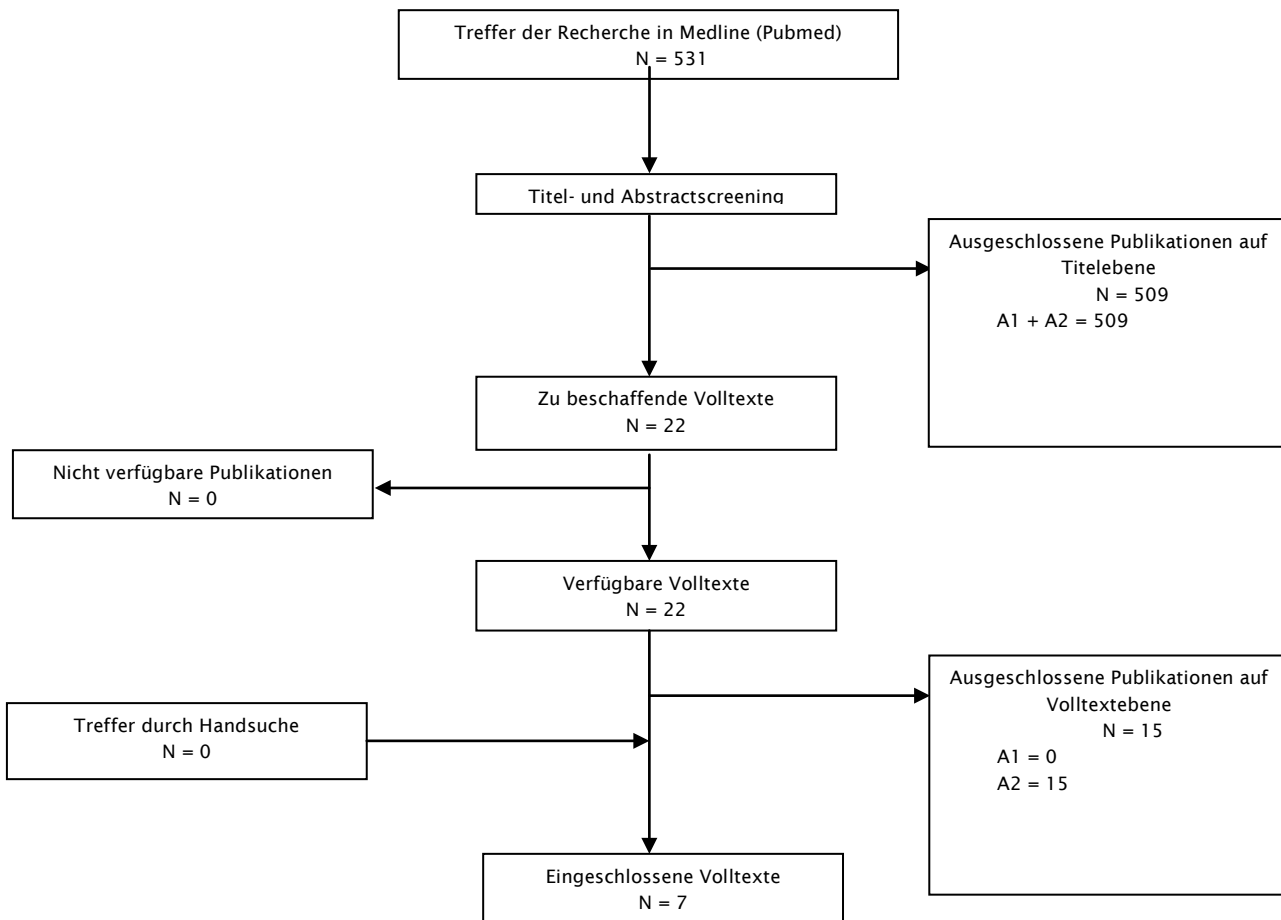 Treffer der Recherche in Medline (Pubmed)
N = 531
Titel- und Abstractscreening
Ausgeschlossene Publikationen auf
Titelebene
N = 509
A1 + A2 = 509
Zu beschaffende Volltexte
N = 22
Nicht verfügbare Publikationen
N = 0
Verfügbare Volltexte
N = 22
Ausgeschlossene Publikationen auf
Volltextebene
N = 15
A1 = 0
A2 = 15
Treffer durch Handsuche
N = 0
Eingeschlossene Volltexte
N = 7